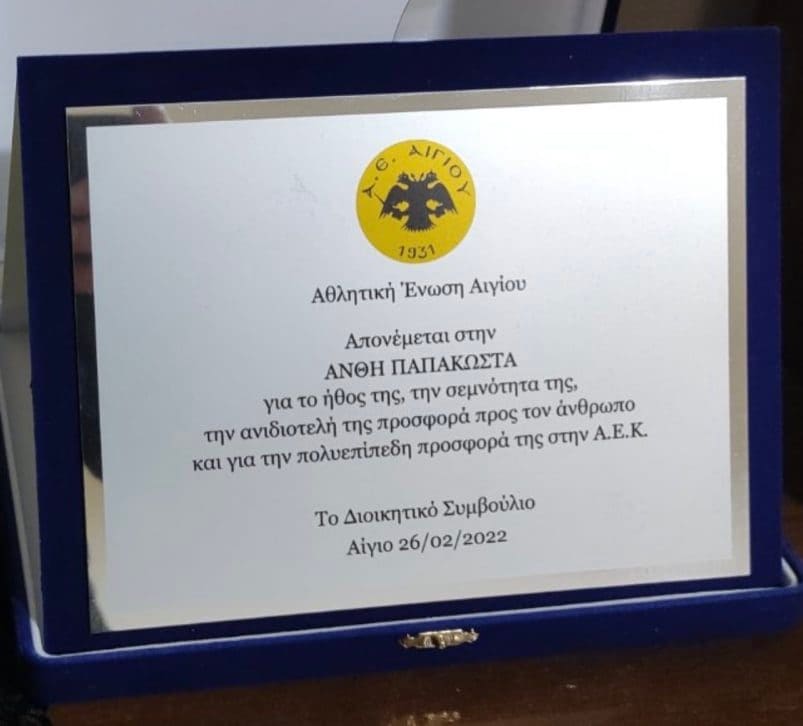 Α.Ε. ΑΙΓΙΟΥ
1931
Αθλητική Ένωση Αιγίου
Απονέμεται στην
ΑΝΘΗ ΠΑΠΑΚΩΣΤΑ
για το ήθος της, την σεμνότητα της,
την ανιδιοτελή της προσφορά προς τον άνθρωπο
και για την πολυεπίπεδη προσφορά της στην Α.Ε.Κ.
Το Διοικητικό Συμβούλιο
Αίγιο 26/02/2022